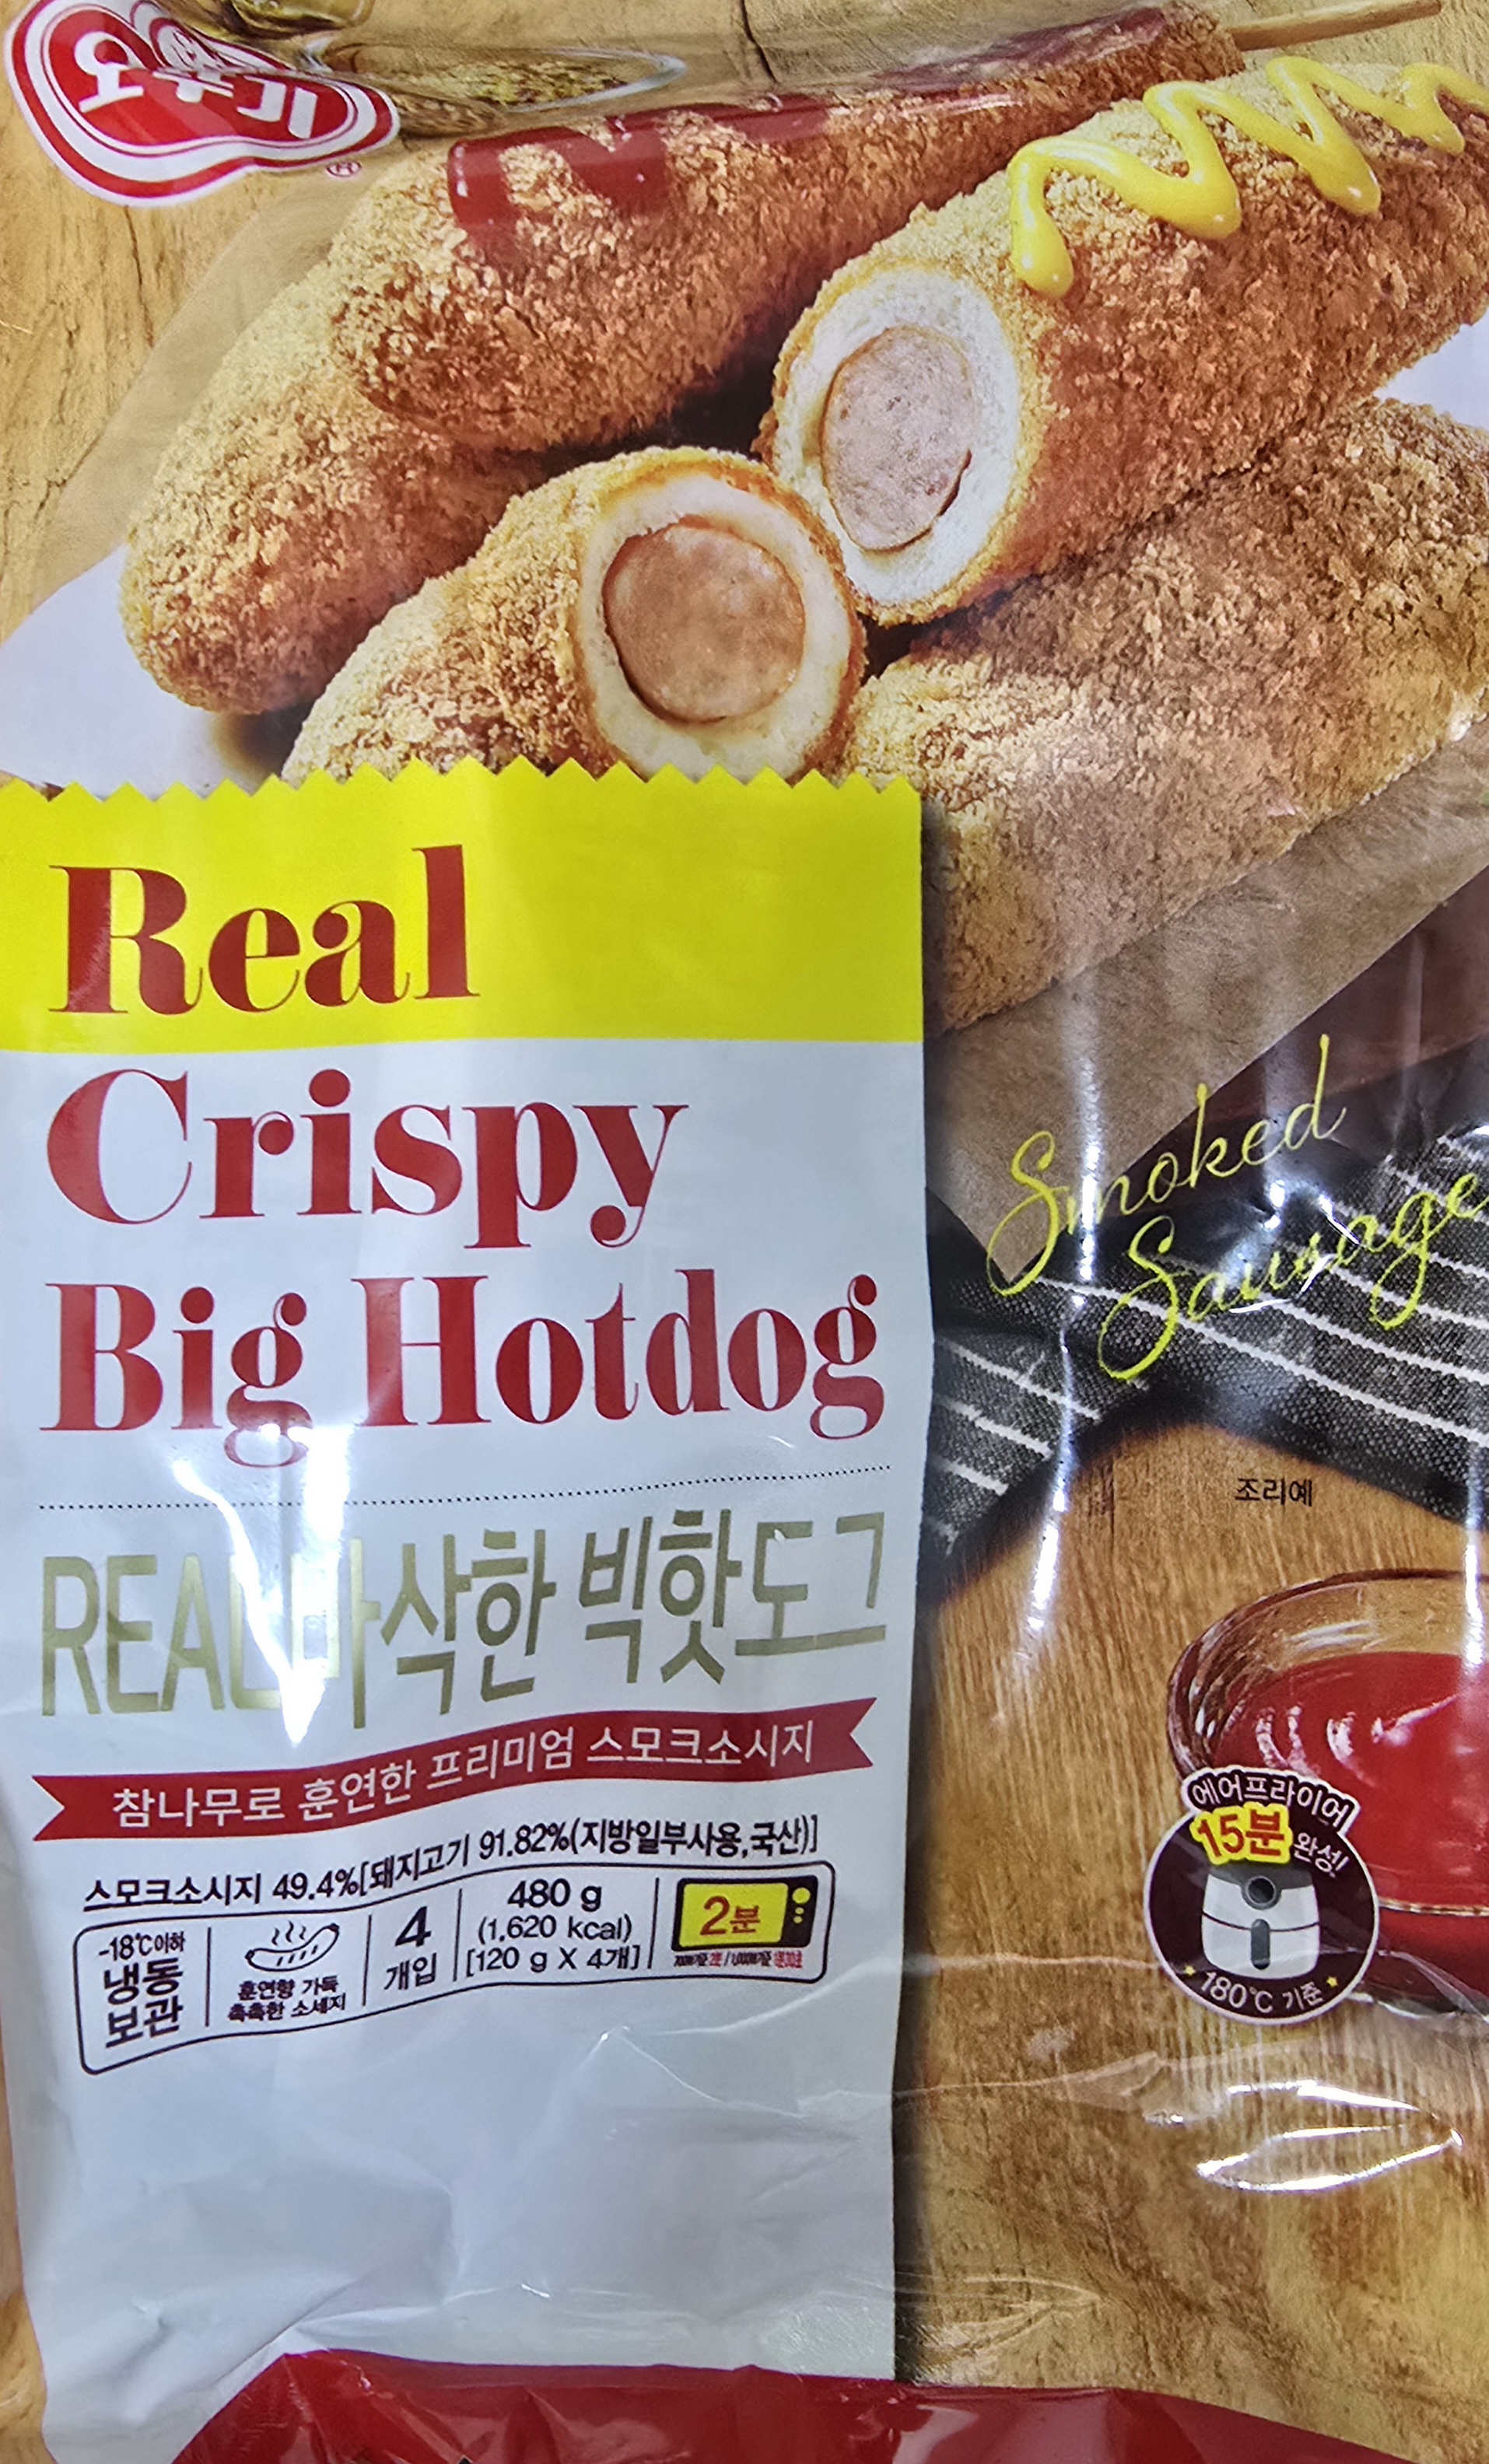 오뚜기
®
Real
Crispy
Big Hotdog
Smoked
Sausage
조리예
REAL 바삭한 빅핫도그
참나무로 훈연한 프리미엄 스모크소시지
스모크소시지 49.4%[돼지고기 91.82%(지방일부사용,국산)]
-18℃이하
냉동
보관
훈연향 가득
촉촉한 소세지
4
개입
480 g
(1,620 kcal)
[120 g X 4개]
2분
에어프라이어
15분 완성!
180℃ 기준